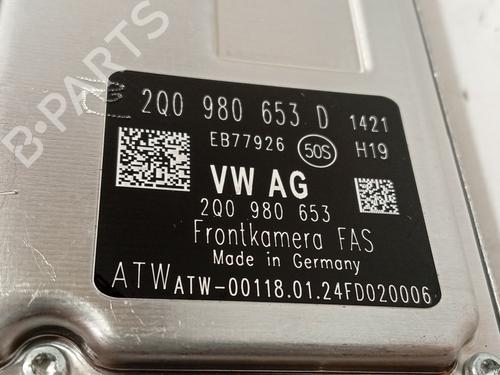 B-PARTS
2Q0 980 653 D 1421
EB77926 50S H19
VW AG
2Q0 980 653
Frontkamera FAS
Made in Germany
ATW ATW-00118.01.24FD020006